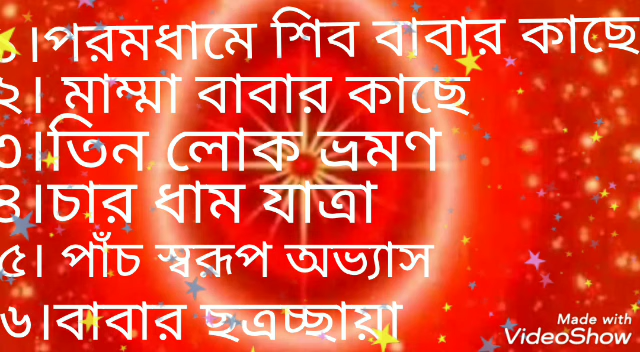 ১।পরমধামে শিব বাবার কাছে
২। মাম্মা বাবার কাছে
৩।তিন লোক ভ্রমণ
৪।চার ধাম যাত্রা
৫। পাঁচ স্বরূপ অভ্যাস
৬।বাবার ছত্রচ্ছায়া
Made with
VideoShow